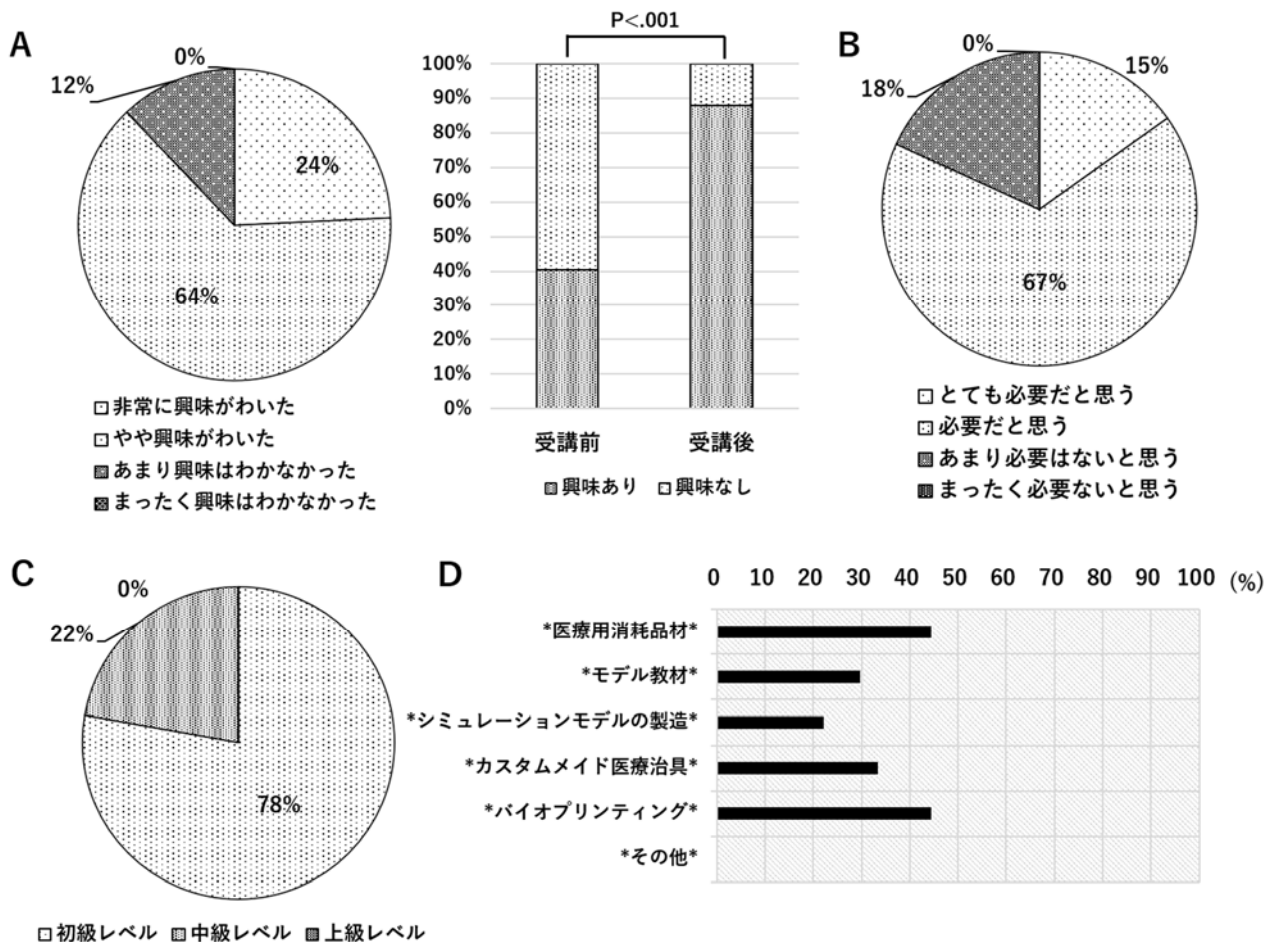 A
0%
12%
24%
64%
□非常に興味がわいた
□やや興味がわいた
あまり興味はわかなかった
まったく興味はわかなかった
P<.001
100%
90%
80%
70%
60%
50%
40%
30%
20%
10%
0%
受講前 受講後
興味あり □興味なし
B
0%
15%
18%
67%
□とても必要だと思う
□必要だと思う
あまり必要はないと思う
まったく必要ないと思う
C
0%
22%
78%
□初級レベル 中級レベル 上級レベル
D
0 10 20 30 40 50 60 70 80 90 100 (%)
*医療用消耗品材*
*モデル教材*
*シミュレーションモデルの製造*
*カスタムメイド医療治具*
*バイオプリンティング*
*その他*